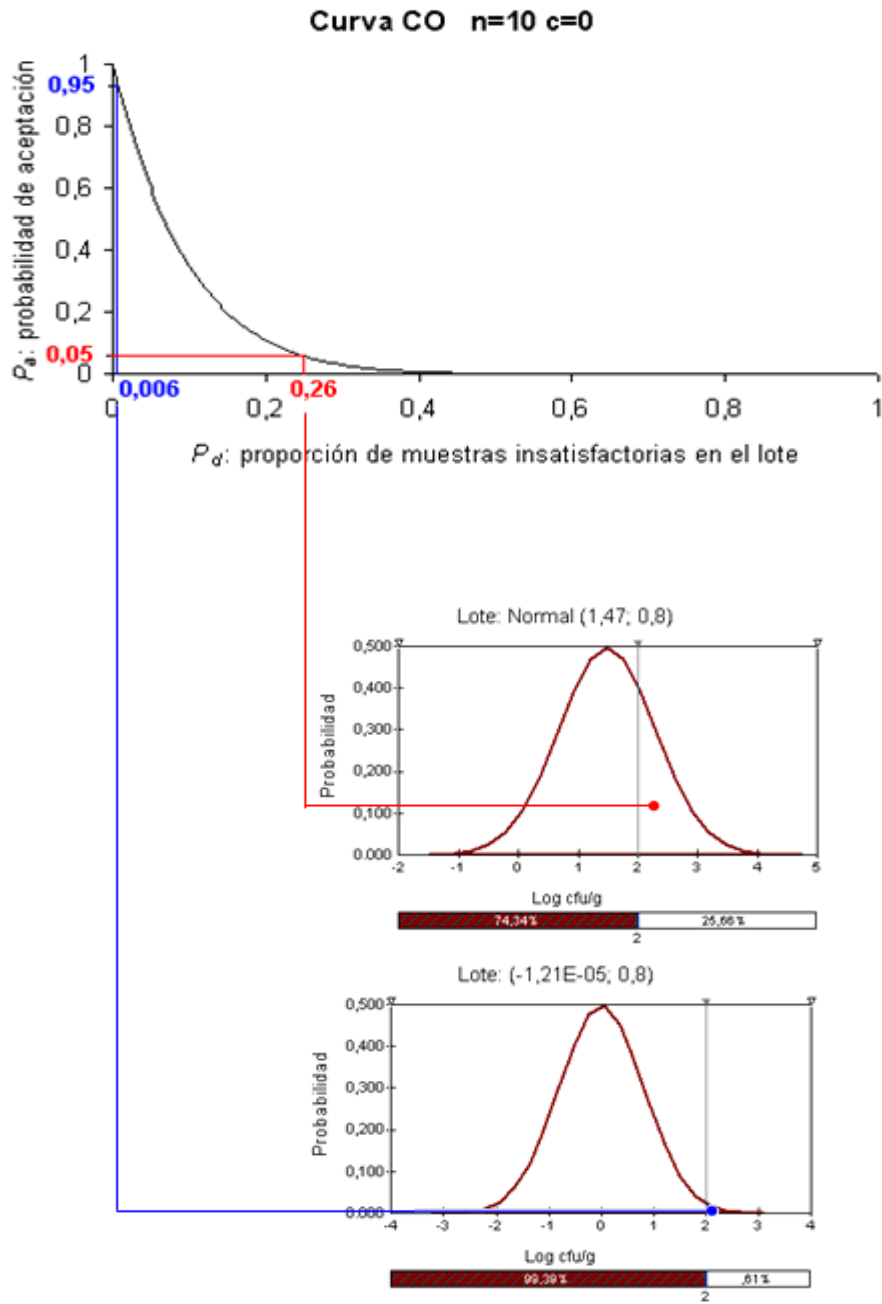 Curva CO n=10 c=0
P a: probabilidad de aceptación
1
0,95
0,8
0,6
0,4
0,2
0,05
0
0,006
0,26
0 0,2 0,4 0,6 0,8 1
P d: proporción de muestras insatisfactorias en el lote
Lote: Normal (1,47; 0,8)
Probabilidad
0,500
0,400
0,300
0,200
0,100
0.000
-2 -1 0 1 2 3 4 5
Log cfu/g
74,34% 25,66%
2
Lote: (-1,21E-05; 0,8)
Probabilidad
0,500
0,400
0,300
0,200
0,100
0.000
-4 -3 -2 -1 0 1 2 3 4
Log cfu/g
99,39% ,61%
2